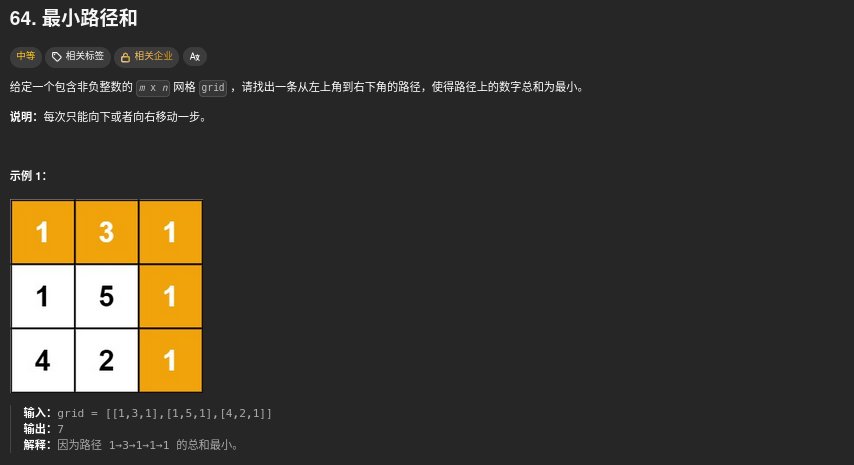 64. 最小路径和
中等 相关标签 相关企业 A文
给定一个包含非负整数的 m x n 网格 grid ，请找出一条从左上角到右下角的路径，使得路径上的数字总和为最小。
说明：每次只能向下或者向右移动一步。
示例 1：
1 3 1
1 5 1
4 2 1
输入：grid = [[1,3,1],[1,5,1],[4,2,1]]
输出：7
解释：因为路径 1→3→1→1→1 的总和最小。